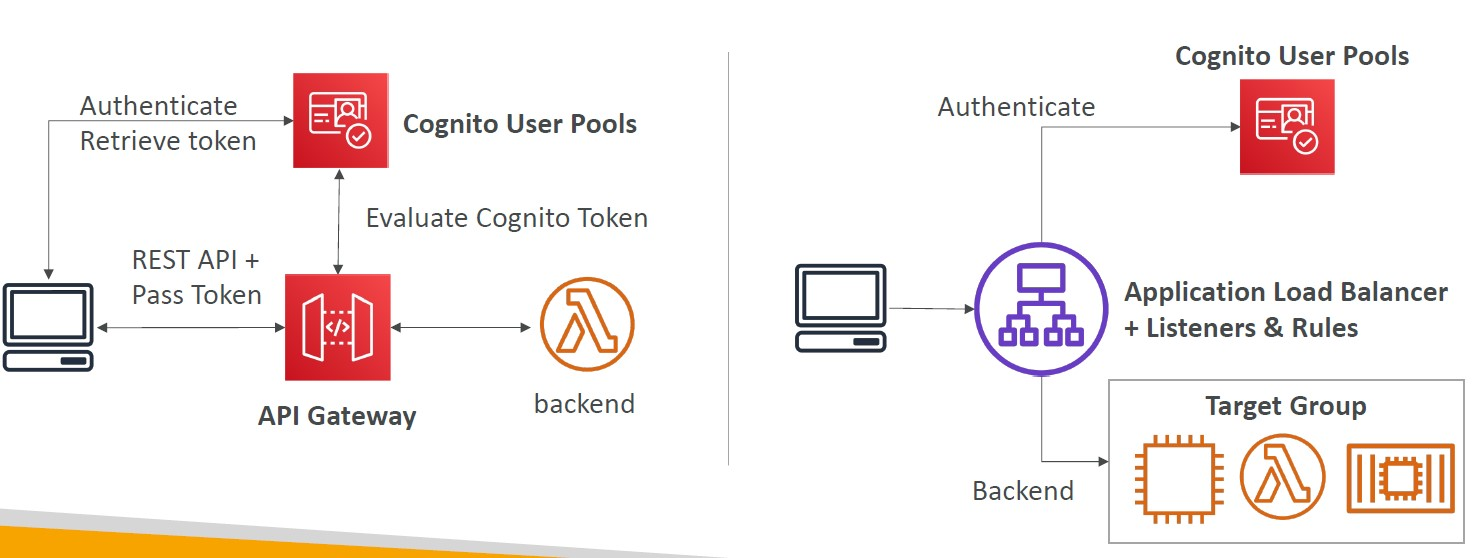 Authenticate
Retrieve token
Cognito User Pools
Evaluate Cognito Token
REST API +
Pass Token
</>
API Gateway
backend
Cognito User Pools
Authenticate
Application Load Balancer
+ Listeners & Rules
Target Group
Backend